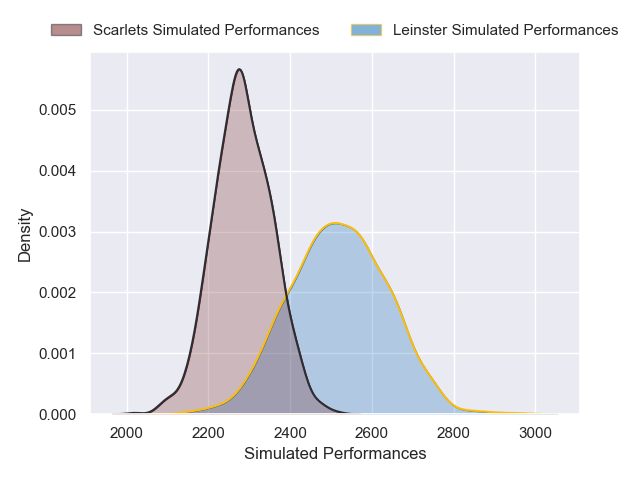 Scarlets Simulated Performances
Leinster Simulated Performances
Density
0.005
0.004
0.003
0.002
0.001
0.000
2000 2200 2400 2600 2800 3000
Simulated Performances